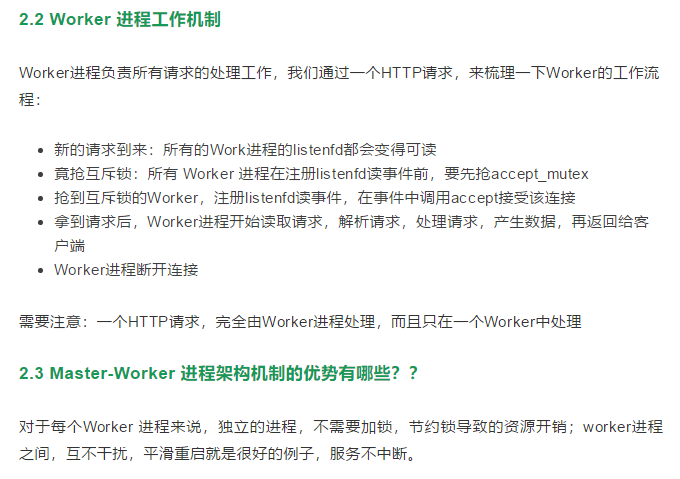 2.2 Worker 进程工作机制
Worker进程负责所有请求的处理工作，我们通过一个HTTP请求，来梳理一下Worker的工作流
程：
新的请求到来：所有的Work进程的listenfd都会变得可读
竟抢互斥锁：所有 Worker 进程在注册listenfd读事件前，要先抢accept_mutex
抢到互斥锁的Worker，注册listenfd读事件，在事件中调用accept接受该连接
拿到请求后，Worker进程开始读取请求，解析请求，处理请求，产生数据，再返回给客
户端
Worker进程断开连接
需要注意：一个HTTP请求，完全由Worker进程处理，而且只在一个Worker中处理
2.3 Master-Worker 进程架构机制的优势有哪些？？
对于每个Worker 进程来说，独立的进程，不需要加锁，节约锁导致的资源开销；worker进程
之间，互不干扰，平滑重启就是很好的例子，服务不中断。